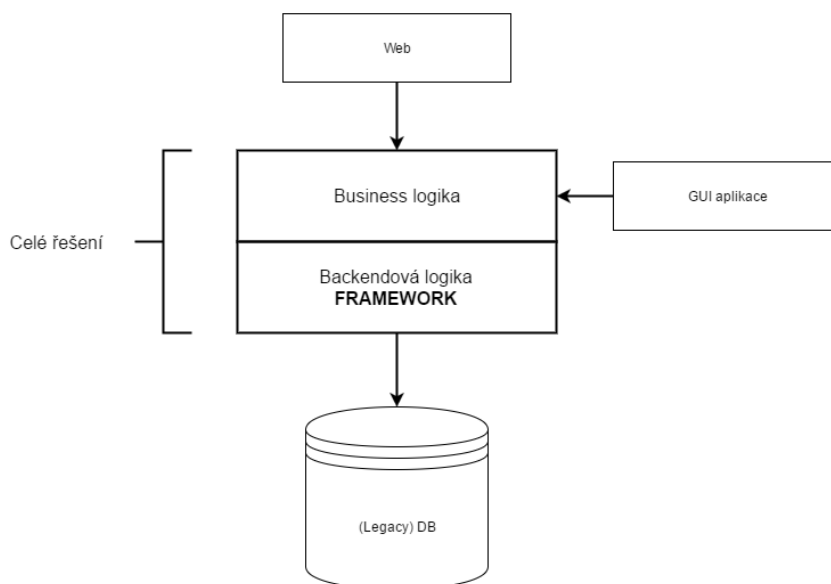 Web
Business logika
GUI aplikace
Celé řešení
Backendová logika
FRAMEWORK
(Legacy) DB